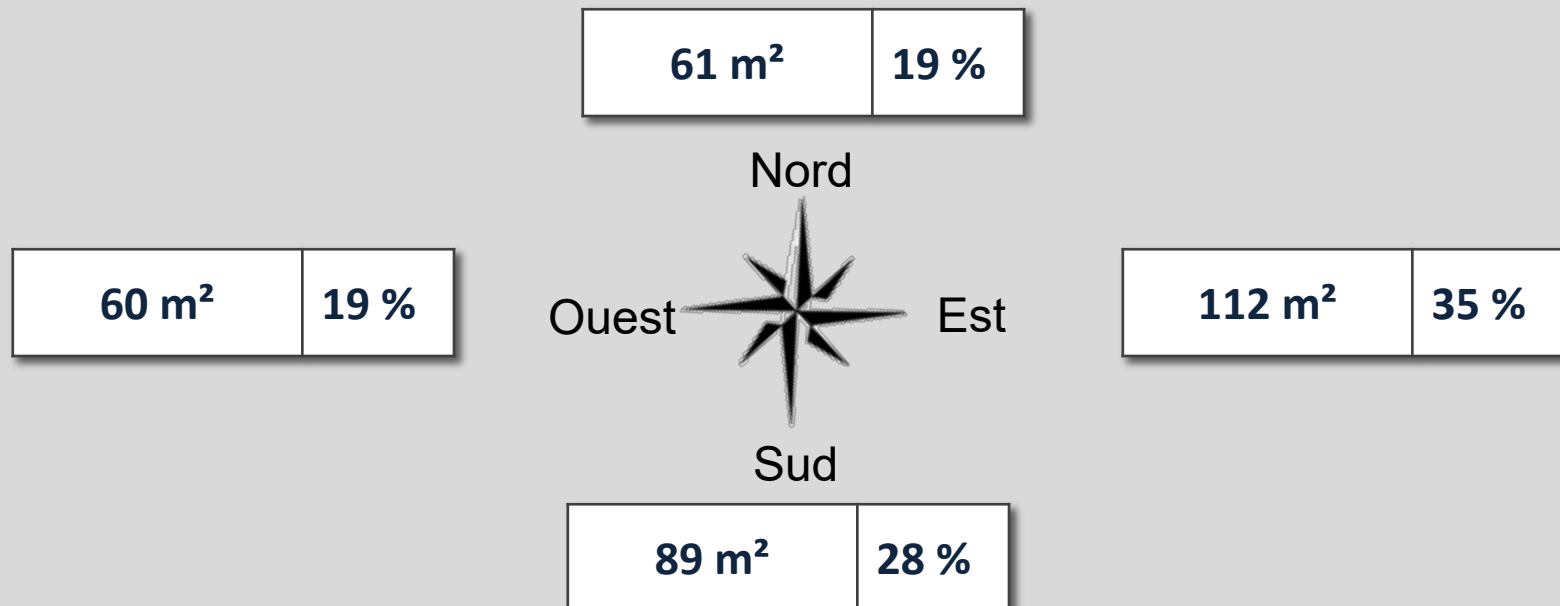 61 m² 19 %
Nord
60 m² 19 % Ouest Est 112 m² 35 %
Sud
89 m² 28 %